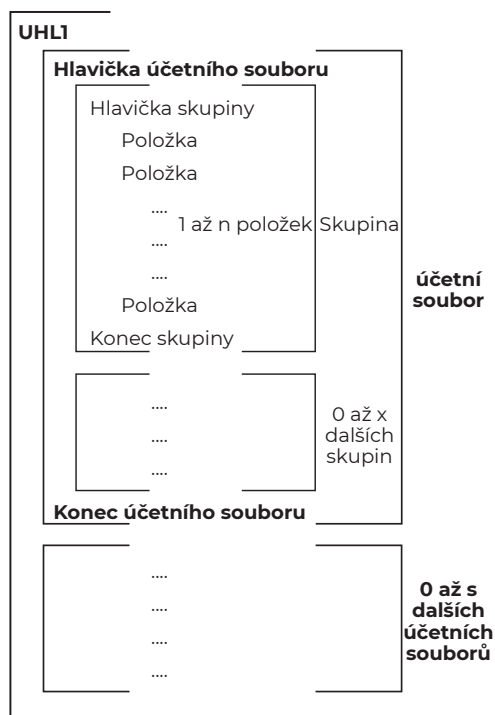 UHL1
Hlavička účetního souboru
Hlavička skupiny
Položka
Položka
....
1 až n položek Skupina
....
....
Položka
Konec skupiny
účetní
soubor
....
....
....
0 až x
dalších
skupin
Konec účetního souboru
....
....
....
....
0 až s
dalších
účetních
souborů